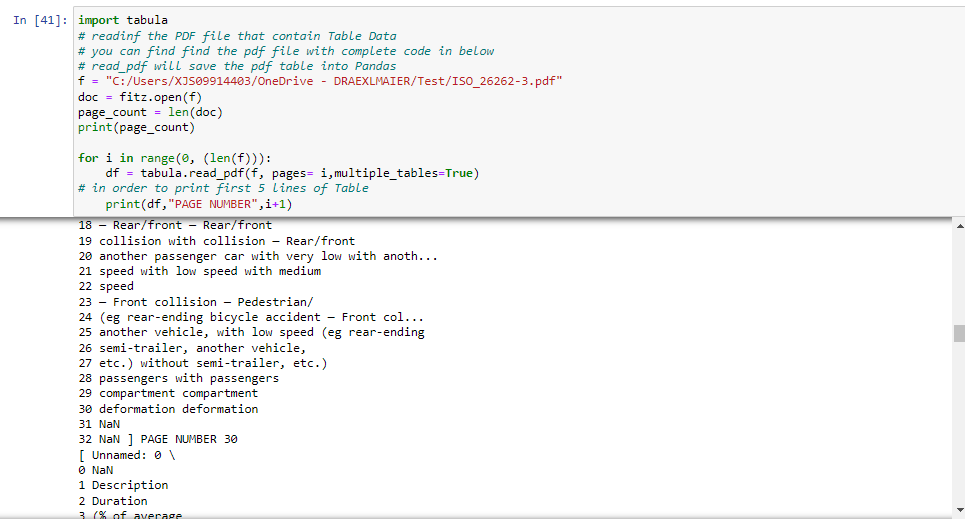 In [41]: import tabula
# readinf the PDF file that contain Table Data
# you can find find the pdf file with complete code in below
# read_pdf will save the pdf table into Pandas
f = "C:/Users/XJS09914403/OneDrive - DRAEXLMAIER/Test/ISO_26262-3.pdf"
doc = fitz.open(f)
page_count = len(doc)
print(page_count)
for i in range(0, (len(f))):
df = tabula.read_pdf(f, pages= i,multiple_tables=True)
# in order to print first 5 lines of Table
print(df,"PAGE NUMBER",i+1)
18 — Rear/front — Rear/front
19 collision with collision — Rear/front
20 another passenger car with very low with anoth...
21 speed with low speed with medium
22 speed
23 — Front collision — Pedestrian/
24 (eg rear-ending bicycle accident — Front col...
25 another vehicle, with low speed (eg rear-ending
26 semi-trailer, another vehicle,
27 etc.) without semi-trailer, etc.)
28 passengers with passengers
29 compartment compartment
30 deformation deformation
31 NaN
32 NaN ] PAGE NUMBER 30
[ Unnamed: 0 \
0 NaN
1 Description
2 Duration
3 (% of average